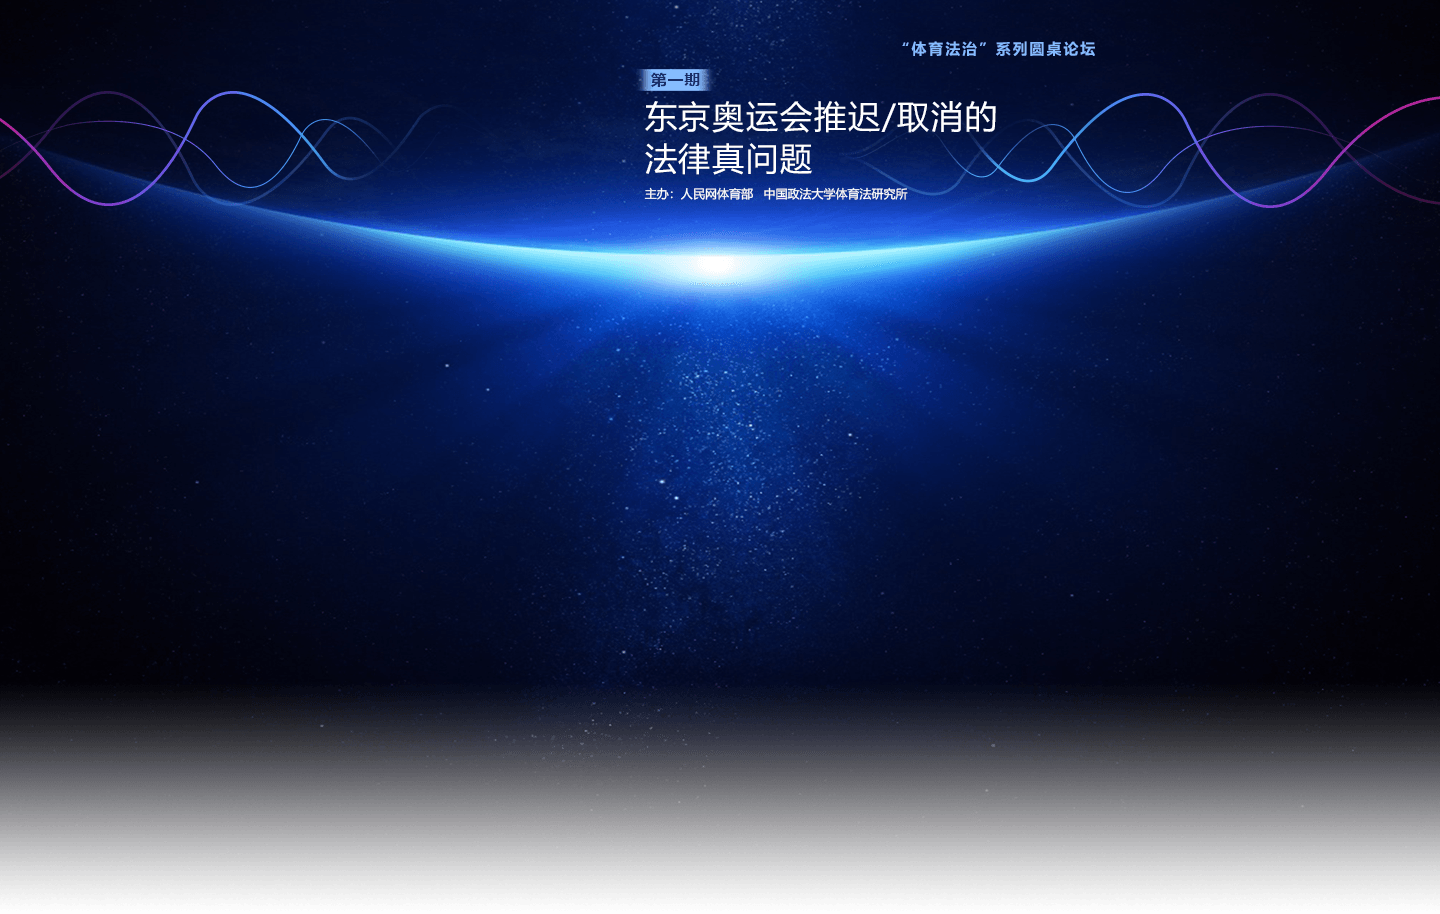 “体育法治”系列圆桌论坛
第一期
东京奥运会推迟/取消的
法律真问题
主办：人民网体育部 中国政法大学体育法研究所